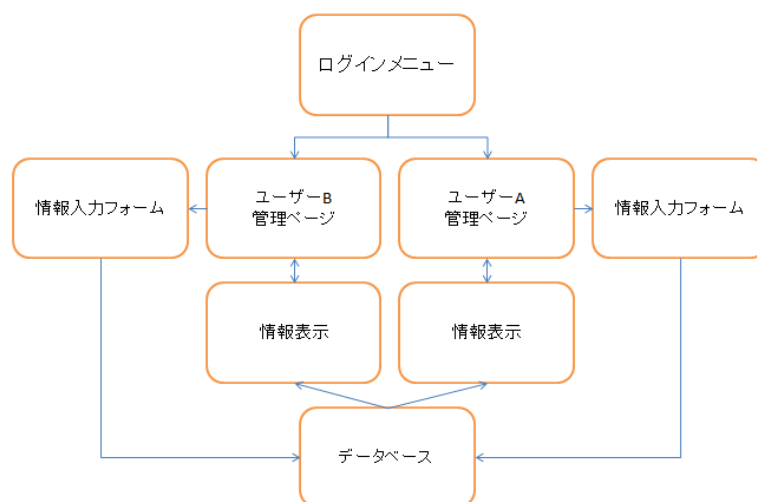 ログインメニュー
情報入力フォーム
ユーザーB
管理ページ
ユーザーA
管理ページ
情報入力フォーム
情報表示
情報表示
データベース